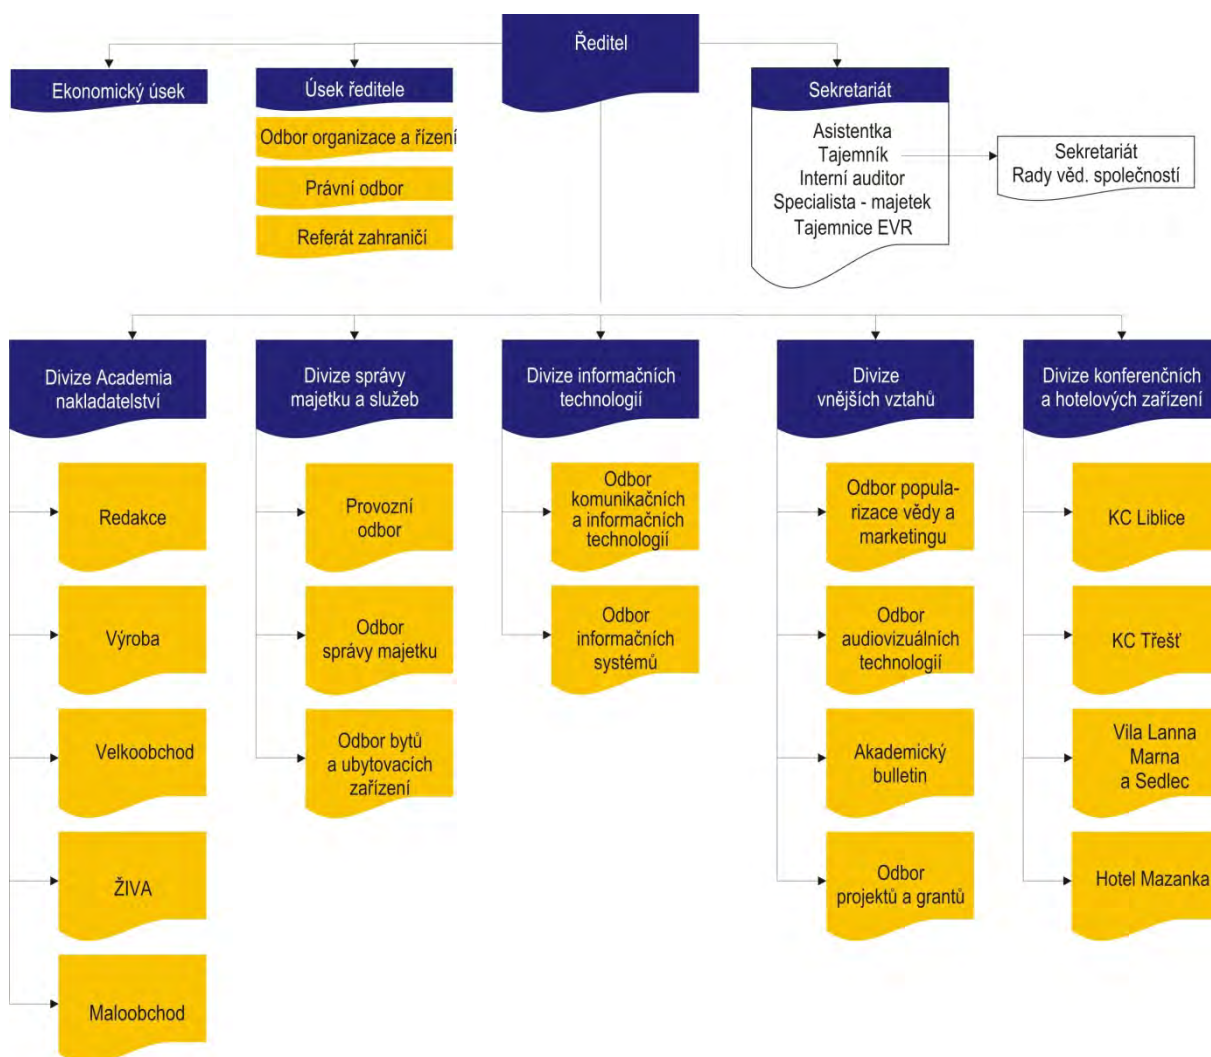 Ředitel
Ekonomický úsek
Úsek ředitele
Odbor organizace a řízení
Právní odbor
Referát zahraničí
Sekretariát
Asistentka
Tajemník
Interní auditor
Specialista - majetek
Tajemnice EVR
Sekretariát
Rady věd. společností
Divize Academia
nakladatelství
Redakce
Výroba
Velkoobchod
ŽIVA
Maloobchod
Divize správy
majetku a služeb
Provozní
odbor
Odbor
správy majetku
Odbor bytů
a ubytovacích
zařízení
Divize informačních
technologií
Odbor
komunikačních
a informačních
technologií
Odbor
informačních
systémů
Divize
vnějších vztahů
Odbor popula-
rizace vědy a
marketingu
Odbor
audiovizuálních
technologií
Akademický
bulletin
Odbor
projektů a grantů
Divize konferenčních
a hotelových zařízení
KC Liblice
KC Třešť
Vila Lanna
Marna
a Sedlec
Hotel Mazanka